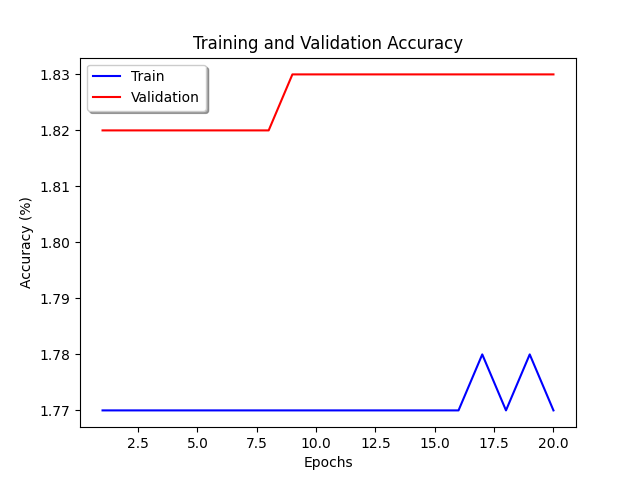 Training and Validation Accuracy
Train
Validation
1.83
1.82
1.81
1.80
1.79
1.78
1.77
Accuracy (%)
2.5 5.0 7.5 10.0 12.5 15.0 17.5 20.0
Epochs